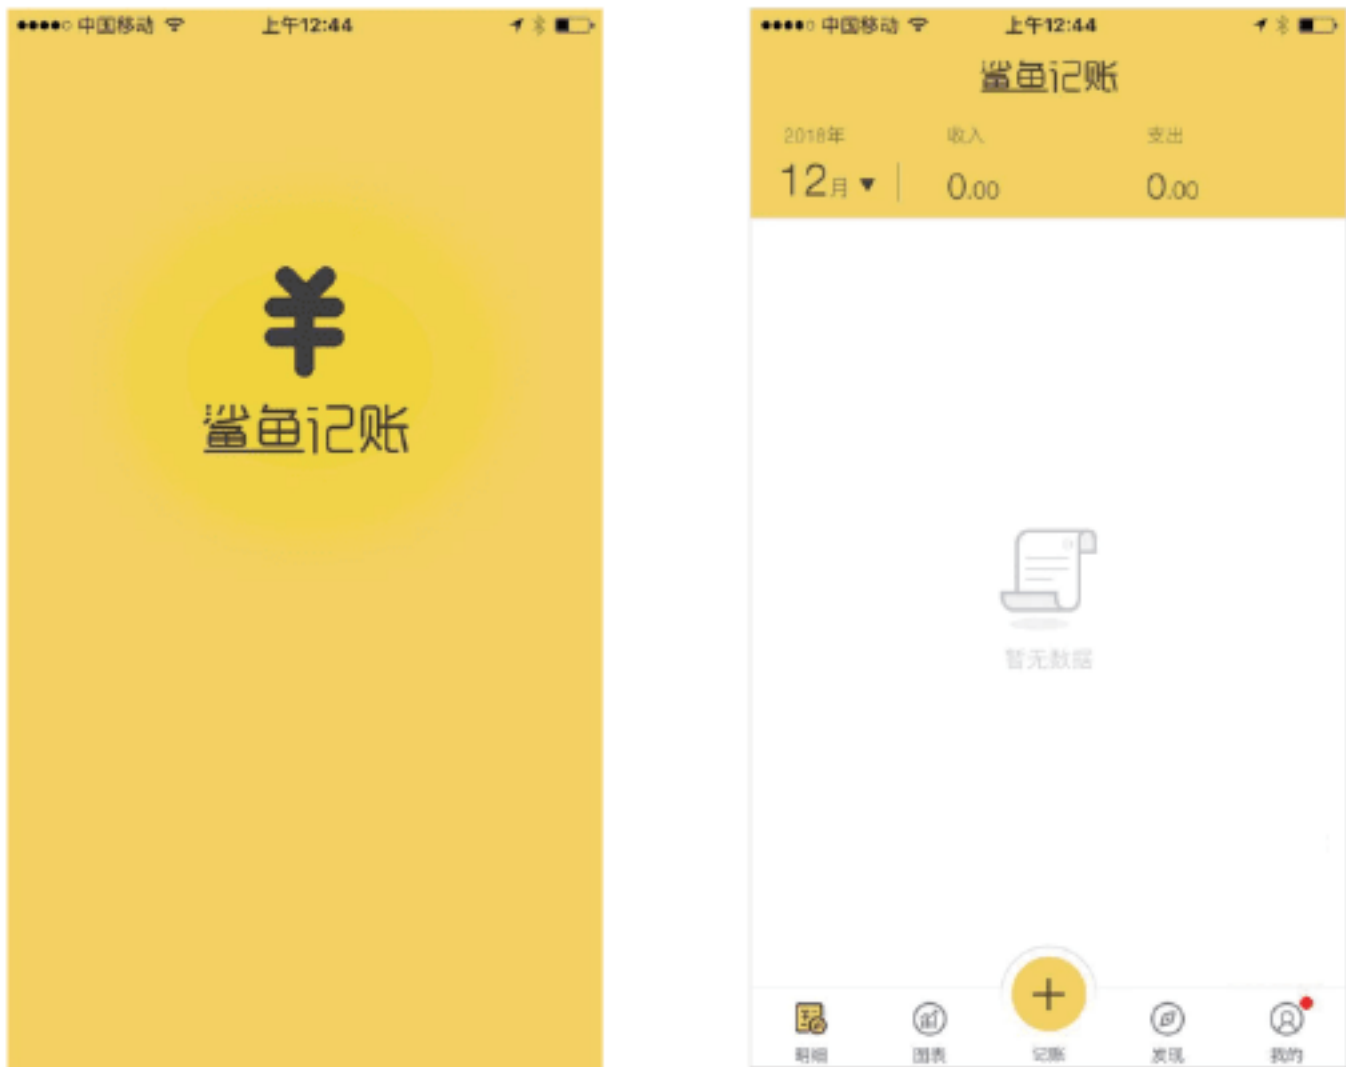 中国移动 上午12:44
¥
鲨鱼记账
中国移动 上午12:44
鲨鱼记账
2018年 收入 支出
12月 ▼ 0.00 0.00
暂无数据
明细 图表 记账 发现 我的